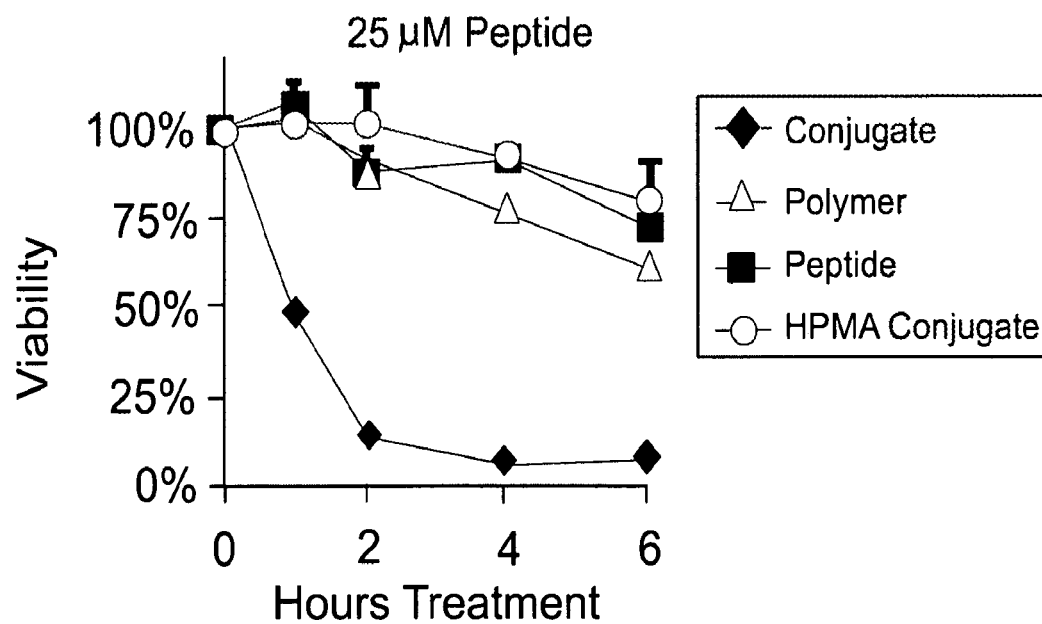 25 µM Peptide
100%
75%
50%
25%
0%
Viability
0 2 4 6
Hours Treatment
Conjugate
Polymer
Peptide
HPMA Conjugate